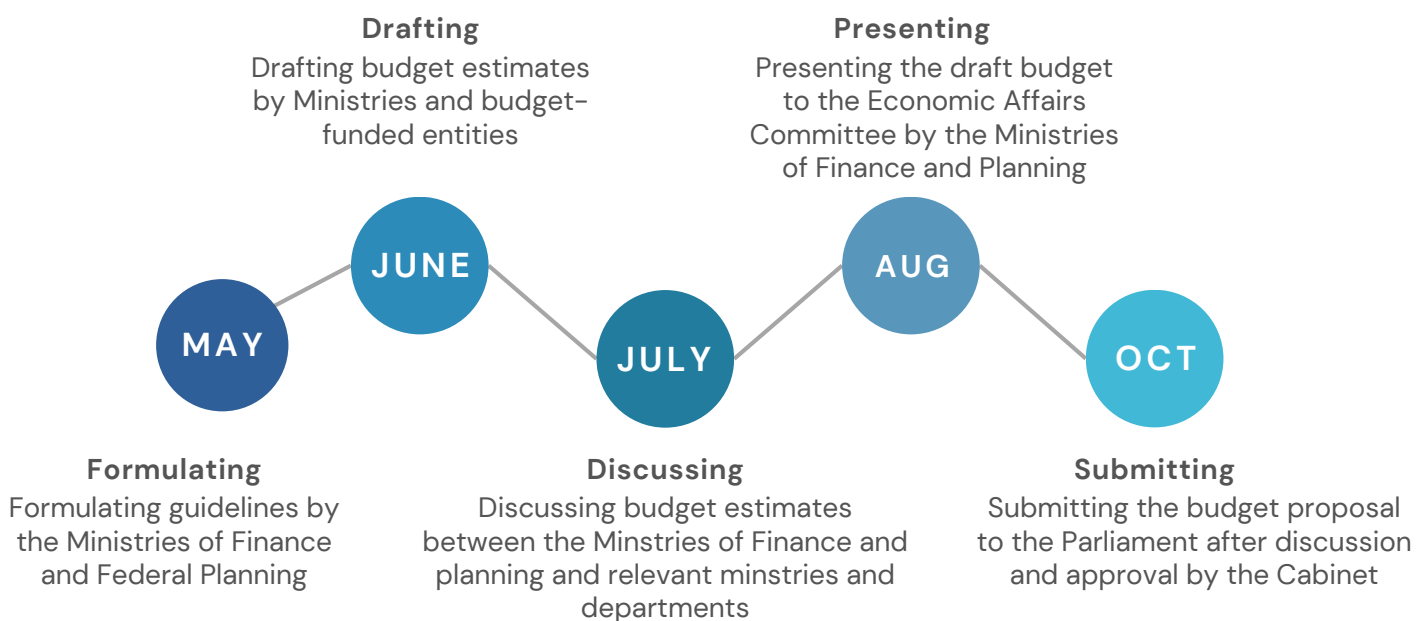 Drafting
Drafting budget estimates
by Ministries and budget-
funded entities
Presenting
Presenting the draft budget
to the Economic Affairs
Committee by the Ministries
of Finance and Planning
MAY
JUNE
JULY
AUG
OCT
Formulating
Formulating guidelines by
the Ministries of Finance
and Federal Planning
Discussing
Discussing budget estimates
between the Minstries of Finance and
planning and relevant minstries and
departments
Submitting
Submitting the budget proposal
to the Parliament after discussion
and approval by the Cabinet